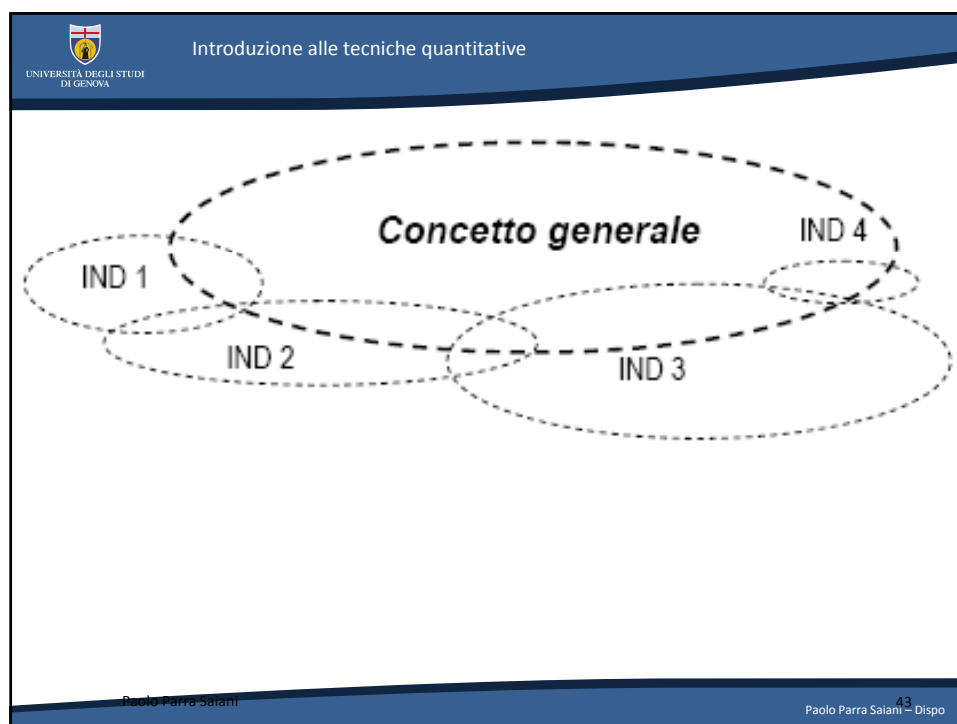 Introduzione alle tecniche quantitative
UNIVERSITÀ DEGLI STUDI
DI GENOVA
Concetto generale
IND 4
IND 1
IND 2
IND 3
Paolo Parra Saiani
43
Paolo Parra Saiani – Dispo